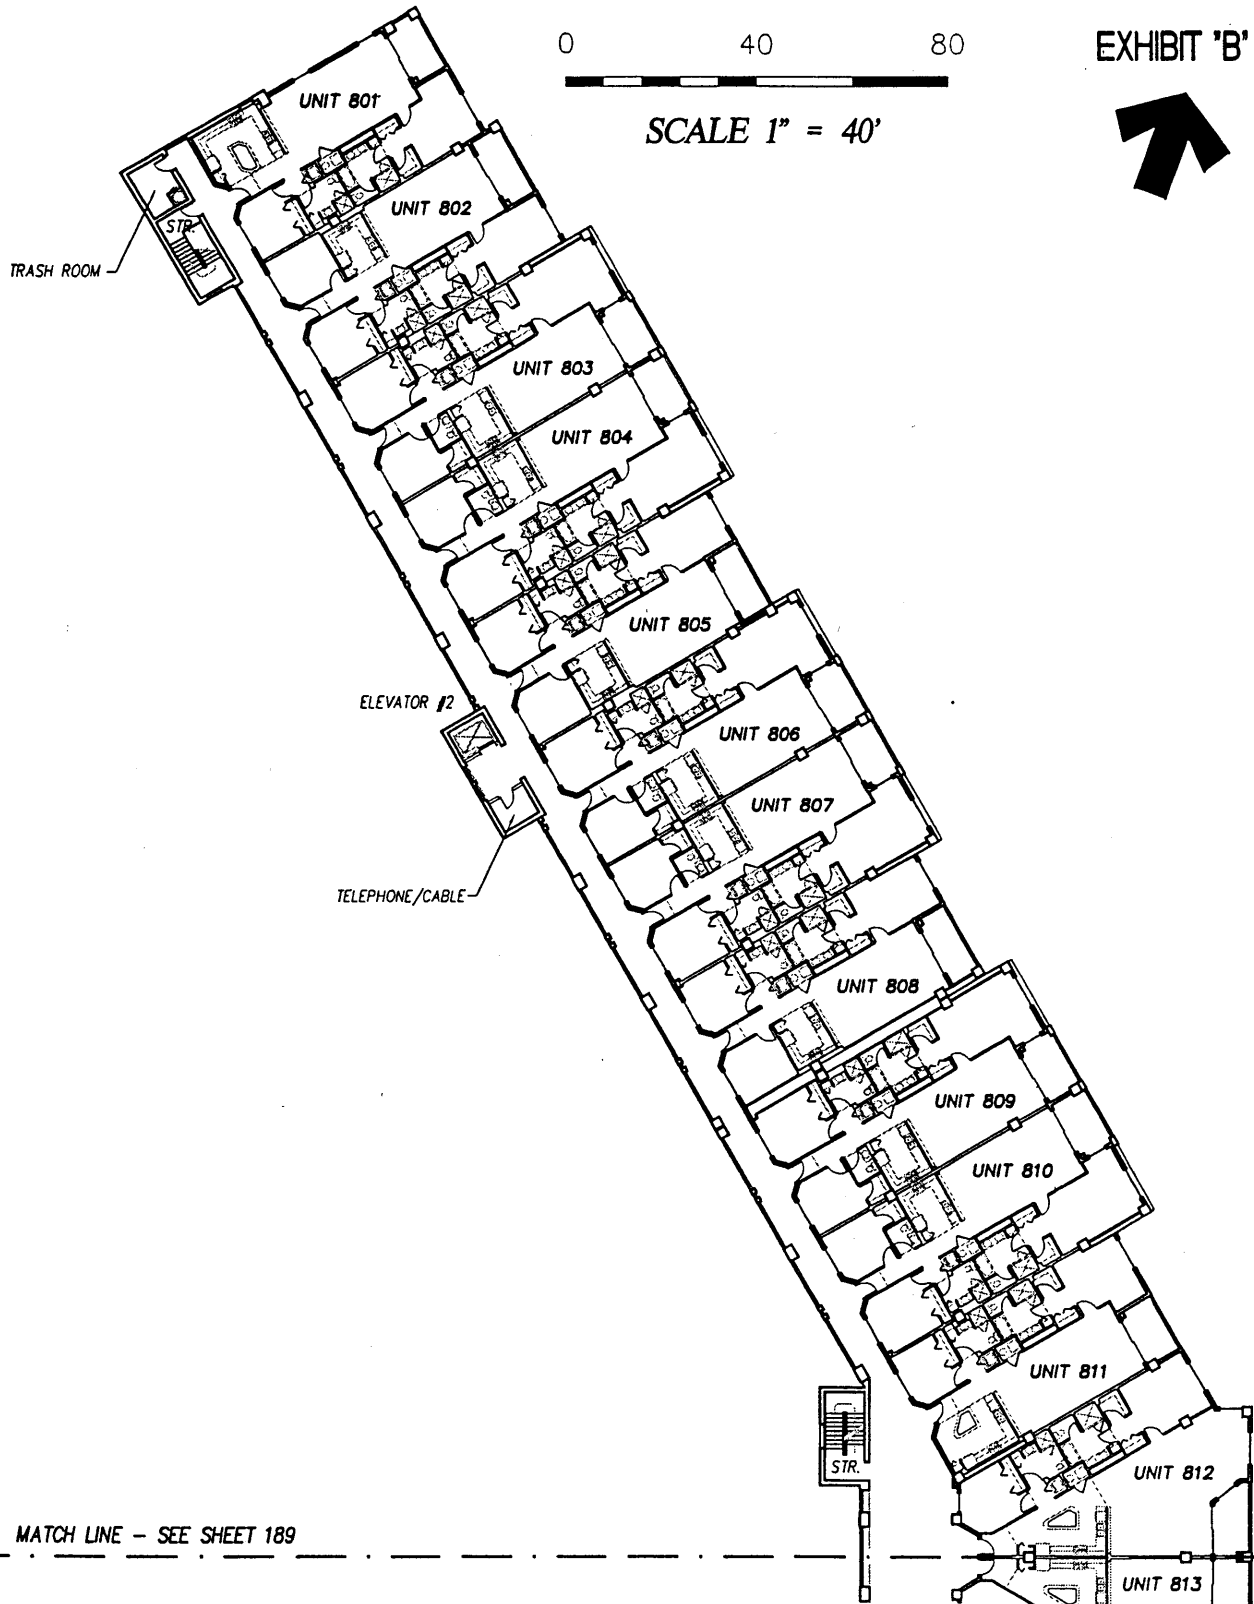 0 40 80
EXHIBIT "B"
SCALE 1" = 40'
UNIT 801
UNIT 802
STR.
TRASH ROOM
UNIT 803
UNIT 804
UNIT 805
ELEVATOR #2
UNIT 806
UNIT 807
TELEPHONE/CABLE
UNIT 808
UNIT 809
UNIT 810
UNIT 811
STR.
UNIT 812
MATCH LINE - SEE SHEET 189
UNIT 813